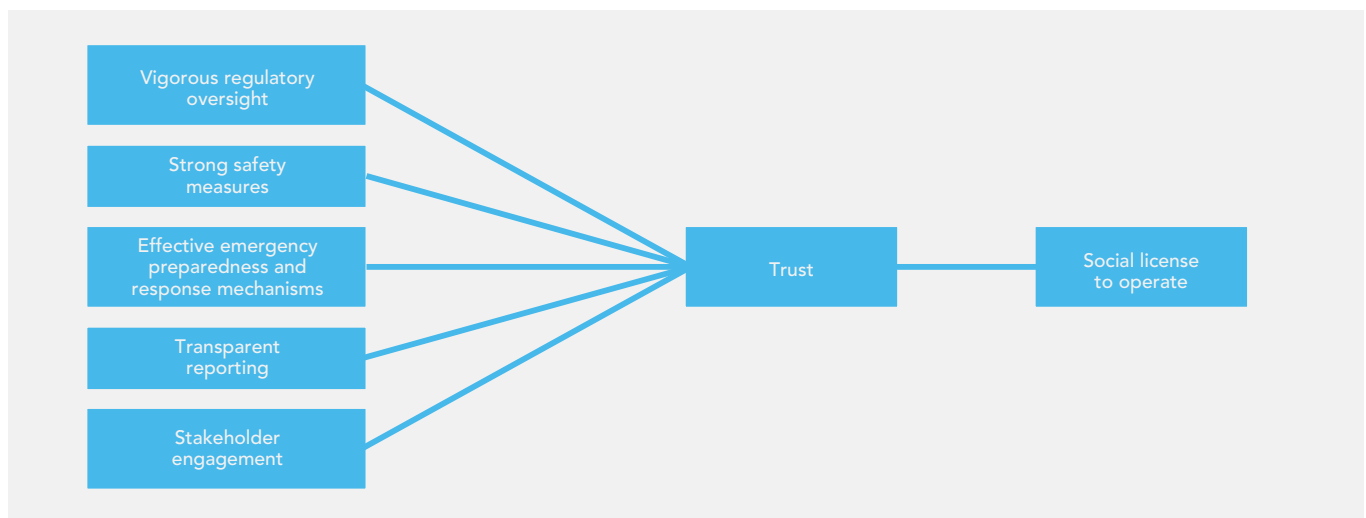 Vigorous regulatory
oversight
Strong safety
measures
Effective emergency
preparedness and
response mechanisms
Transparent
reporting
Stakeholder
engagement
Trust
Social license
to operate